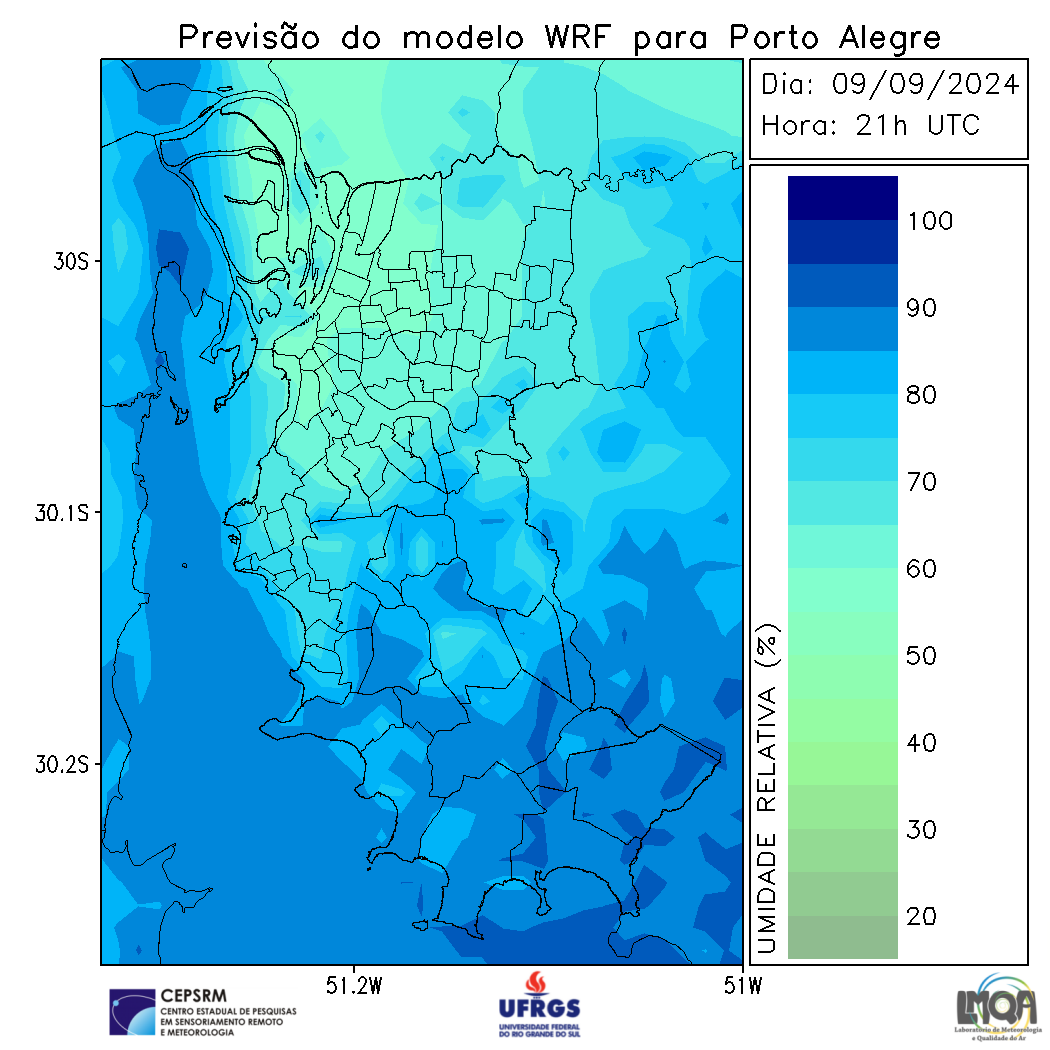 Previsão do modelo WRF para Porto Alegre
Dia: 09/09/2024
Hora: 21h UTC
30S
30.1S
30.2S
51.2W
51W
UMIDADE RELATIVA (%)
100
90
80
70
60
50
40
30
20
CEPSRM
CENTRO ESTADUAL DE PESQUISAS
EM SENSORIAMENTO REMOTO
E METEOROLOGIA
UFRGS
UNIVERSIDADE FEDERAL
DO RIO GRANDE DO SUL
LMQA
Laboratório de Meteorologia
e Qualidade do Ar